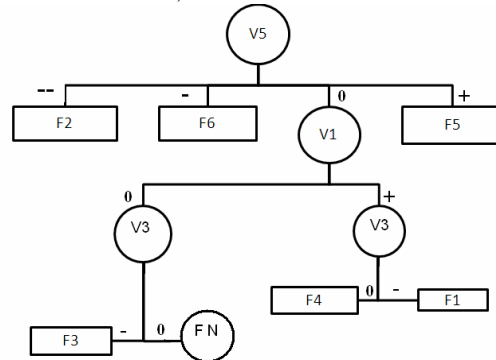 V5
-- - 0 +
F2 F6 V1 F5
0 +
V3 V3
F4 0 - F1
F3 - 0 F N